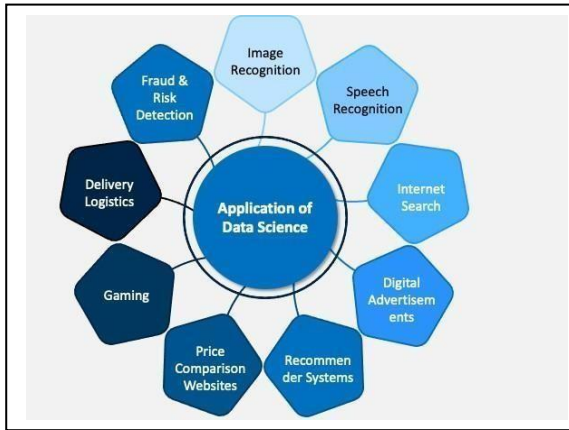 Image
Recognition
Speech
Recognition
Internet
Search
Digital
Advertisem
ents
Recommen
der Systems
Price
Comparison
Websites
Gaming
Delivery
Logistics
Fraud &
Risk
Detection
Application of
Data Science